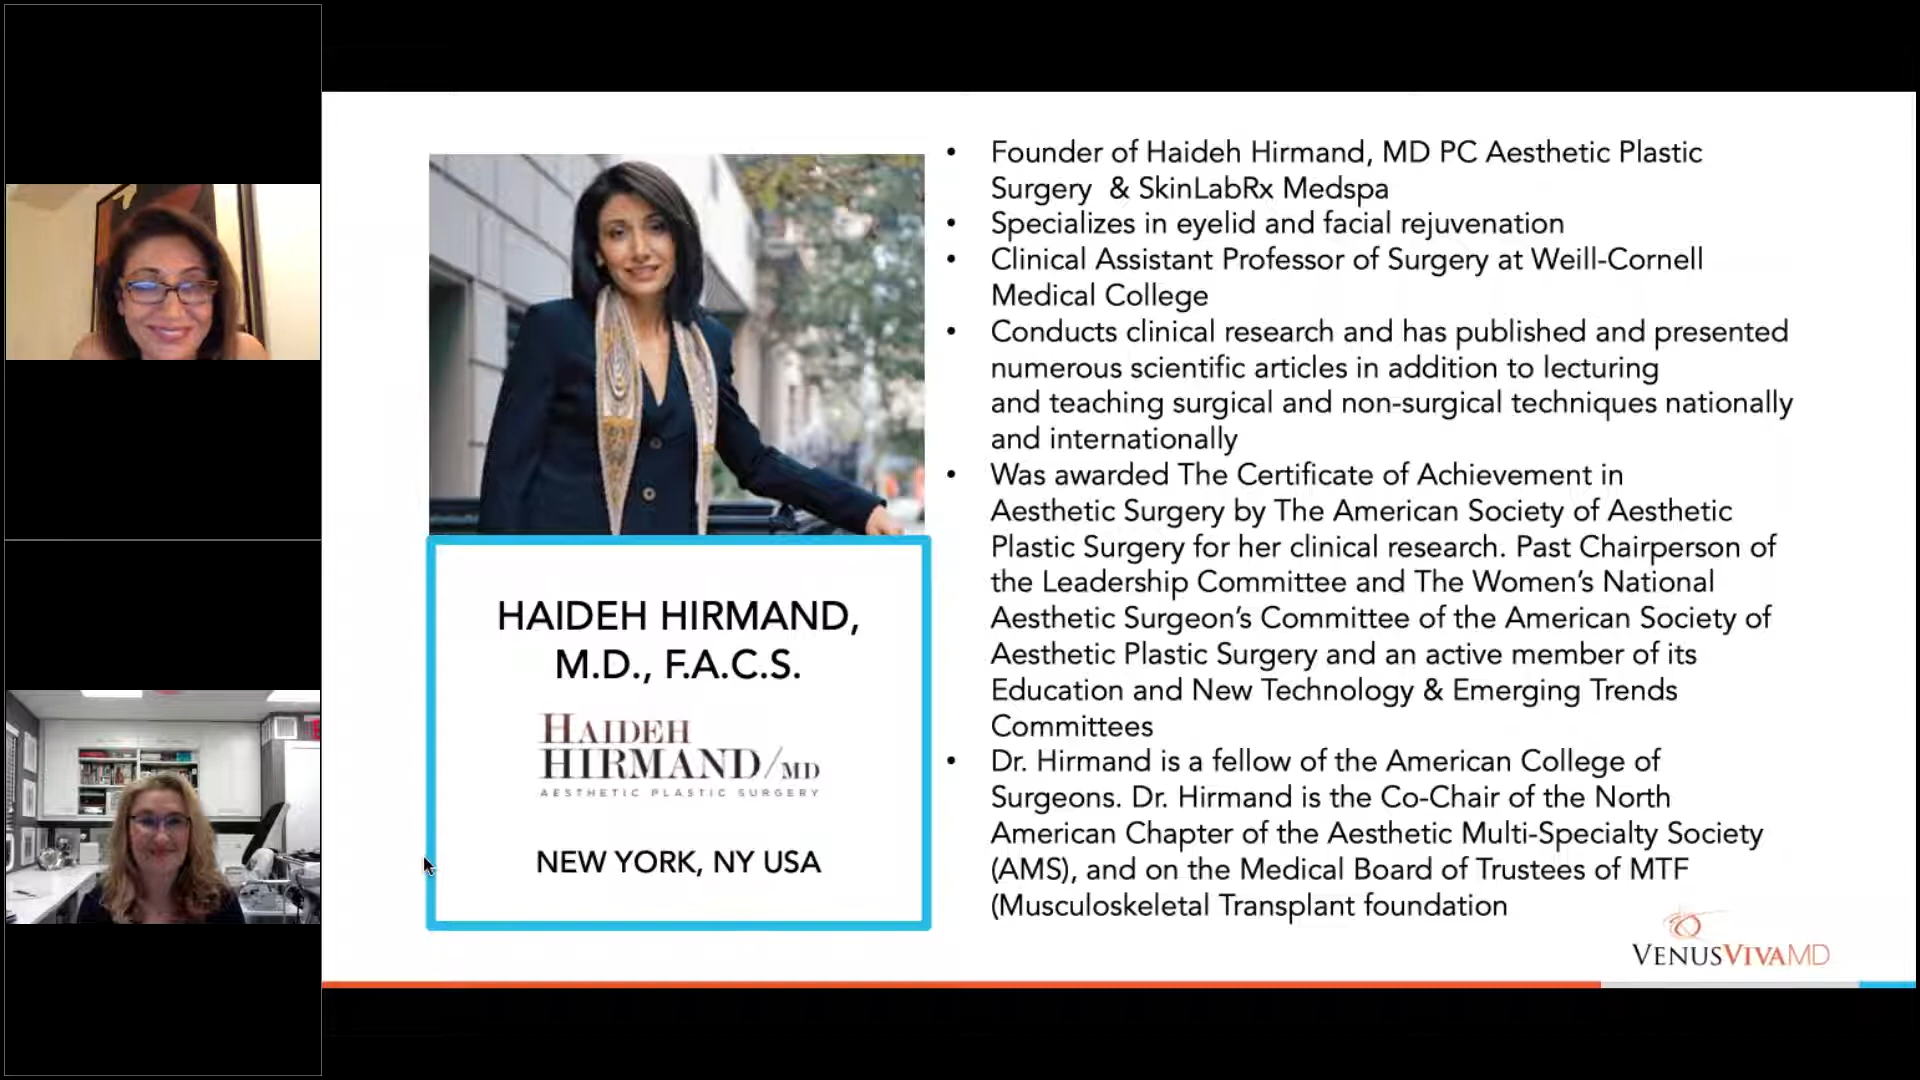 • Founder of Haideh Hirmand, MD PC Aesthetic Plastic
Surgery & SkinLabRx Medspa
• Specializes in eyelid and facial rejuvenation
• Clinical Assistant Professor of Surgery at Weill-Cornell
Medical College
• Conducts clinical research and has published and presented
numerous scientific articles in addition to lecturing
and teaching surgical and non-surgical techniques nationally
and internationally
• Was awarded The Certificate of Achievement in
Aesthetic Surgery by The American Society of Aesthetic
Plastic Surgery for her clinical research. Past Chairperson of
the Leadership Committee and The Women’s National
Aesthetic Surgeon’s Committee of the American Society of
Aesthetic Plastic Surgery and an active member of its
Education and New Technology & Emerging Trends
Committees
• Dr. Hirmand is a fellow of the American College of
Surgeons. Dr. Hirmand is the Co-Chair of the North
American Chapter of the Aesthetic Multi-Specialty Society
(AMS), and on the Medical Board of Trustees of MTF
(Musculoskeletal Transplant foundation
HAIDEH HIRMAND,
M.D., F.A.C.S.
HAIDEH
HIRMAND/MD
AESTHETIC PLASTIC SURGERY
NEW YORK, NY USA
VENUSVIVAMD